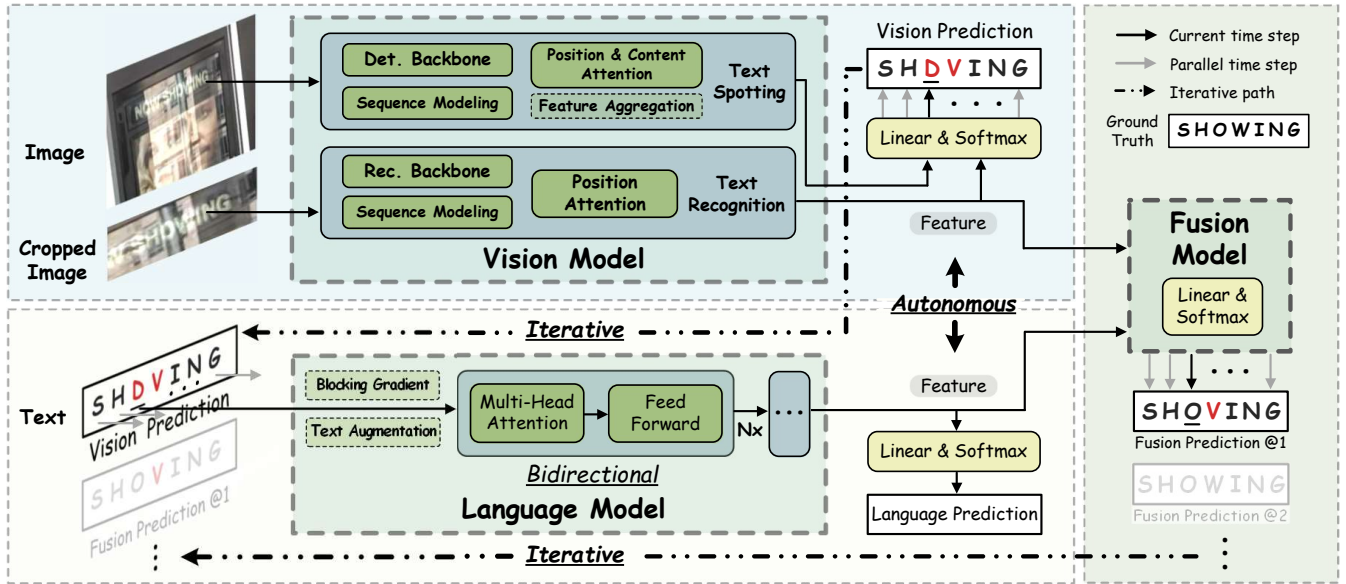 Image
Cropped
Image
NOW SHOWING
SHOWING
Det. Backbone
Sequence Modeling
Position & Content
Attention
Feature Aggregation
Text
Spotting
Rec. Backbone
Sequence Modeling
Position
Attention
Text
Recognition
Vision Model
Vision Prediction
SHDVING
Linear & Softmax
Feature
Autonomous
Current time step
Parallel time step
Iterative path
Ground
Truth
SHOWING
Fusion
Model
Linear &
Softmax
SHOVING
Fusion Prediction @1
SHOWING
Fusion Prediction @2
Iterative
Text
SHDVING
Vision Prediction
SHOVING
Fusion Prediction @1
Blocking Gradient
Text Augmentation
Multi-Head
Attention
Feed
Forward
Nx
Bidirectional
Language Model
Feature
Linear & Softmax
Language Prediction
Iterative